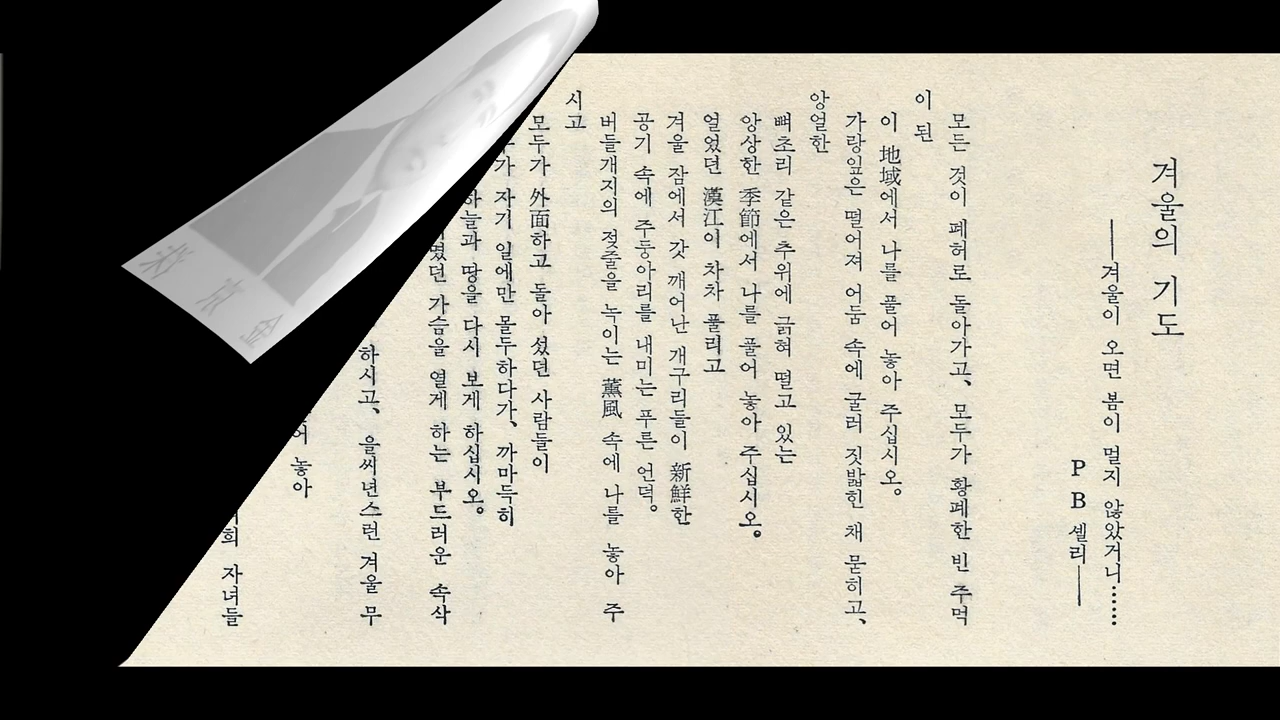 겨울의 기도
──겨울이 오면 봄이 멀지 않았거니……
P B 셸리──
모든 것이 폐허로 돌아가고、모두가 황폐한 빈 주먹
이 된
이 地域에서 나를 풀어 놓아 주십시오。
가랑잎은 떨어져 어둠 속에 굴러 짓밟힌 채 묻히고、
앙얼한
뼈초리 같은 추위에 긁혀 떨고 있는
앙상한 季節에서 나를 풀어 놓아 주십시오。
얼었던 漢江이 차차 풀리고
겨울 잠에서 갓 깨어난 개구리들이 新鮮한
공기 속에 주둥아리를 내미는 푸른 언덕。
버들개지의 젖줄을 녹이는 薰風 속에 나를 놓아 주
시고
모두가 外面하고 돌아 섰던 사람들이
가 자기 일에만 몰두하다가、까마득히
하늘과 땅을 다시 보게 하십시오。
였던 가슴을 열게 하는 부드러운 속삭
하시고、을씨년스런 겨울 무
어 놓아
희 자녀들
金
京